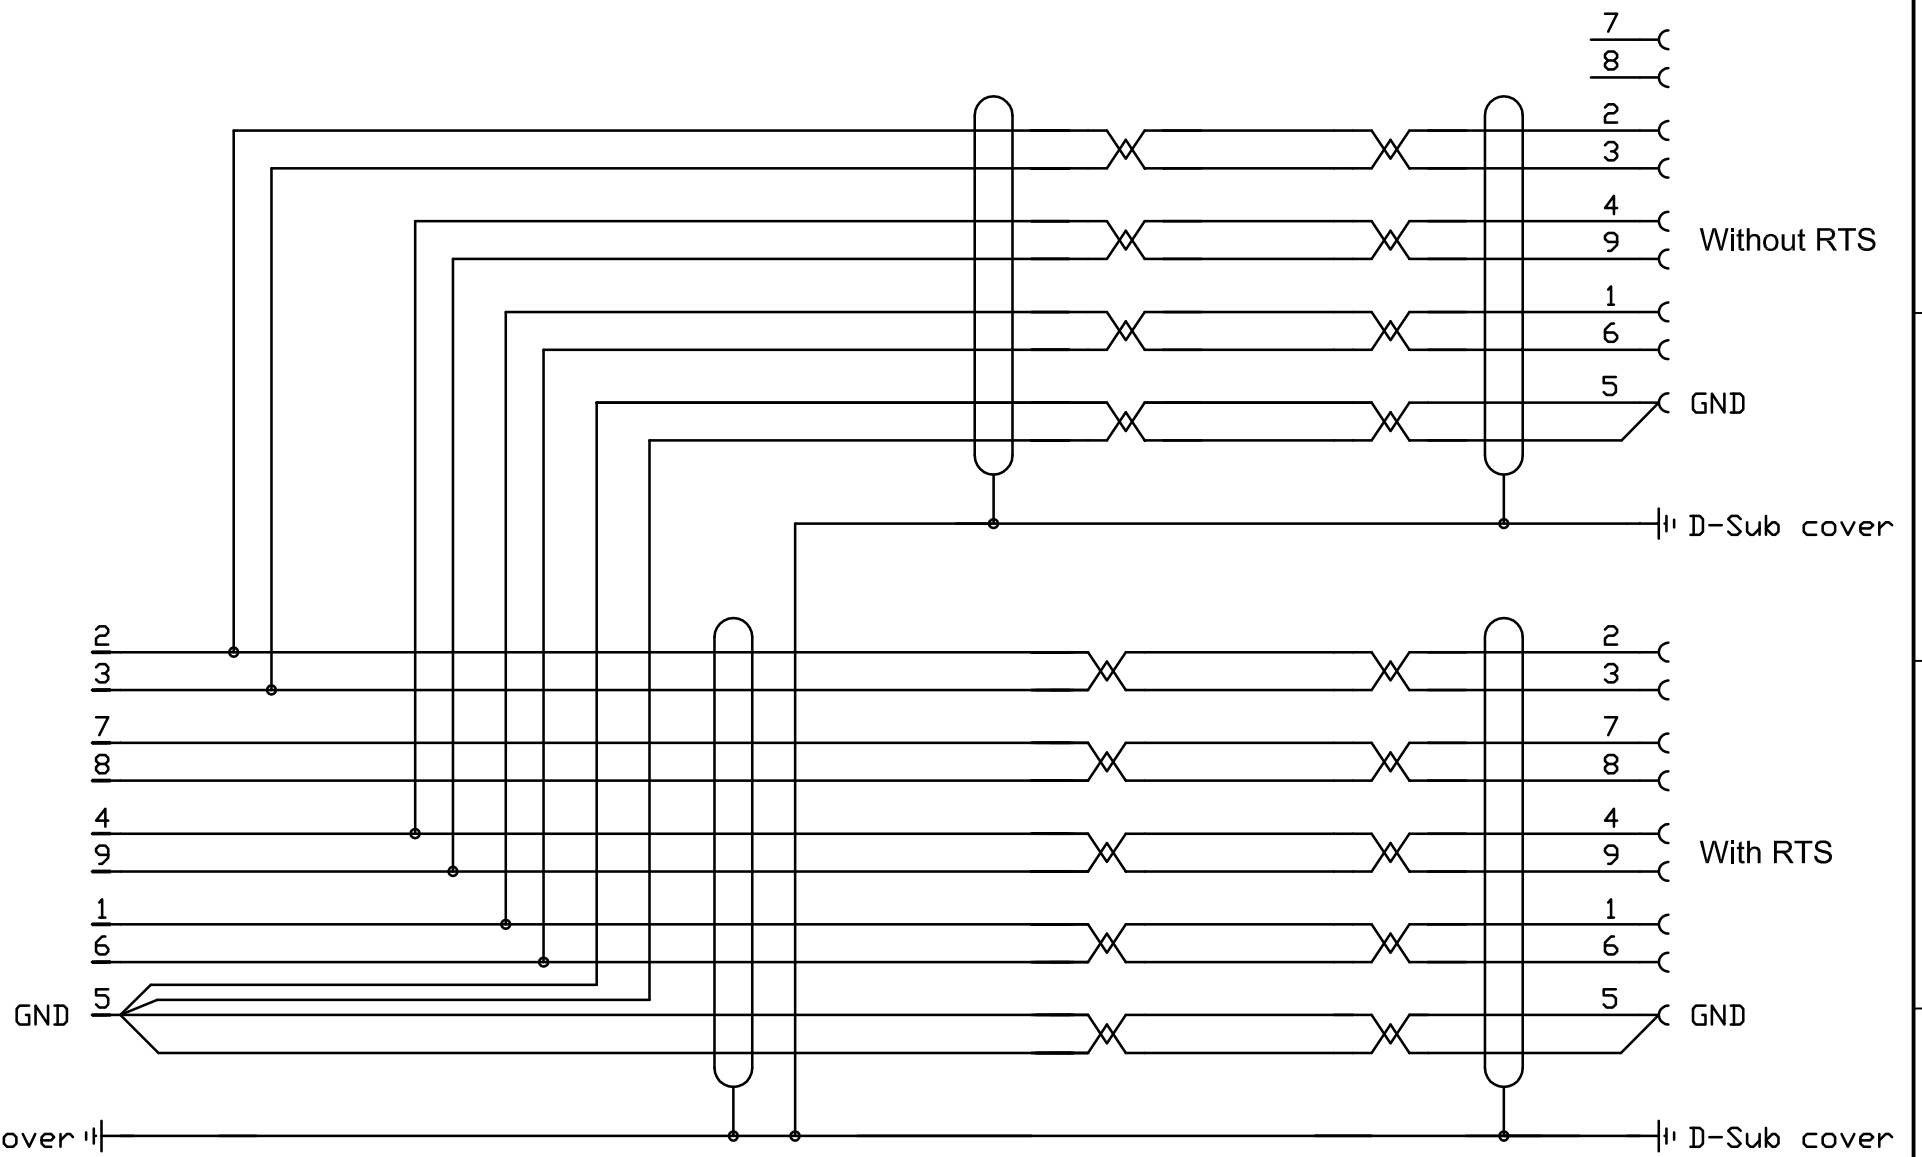 7
8
2
3
4
9
Without RTS
1
6
5 GND
D-Sub cover
2 2
3 3
7 7
8 8
4 4
9 9
With RTS
1 1
6 6
GND 5 5 GND
over D-Sub cover